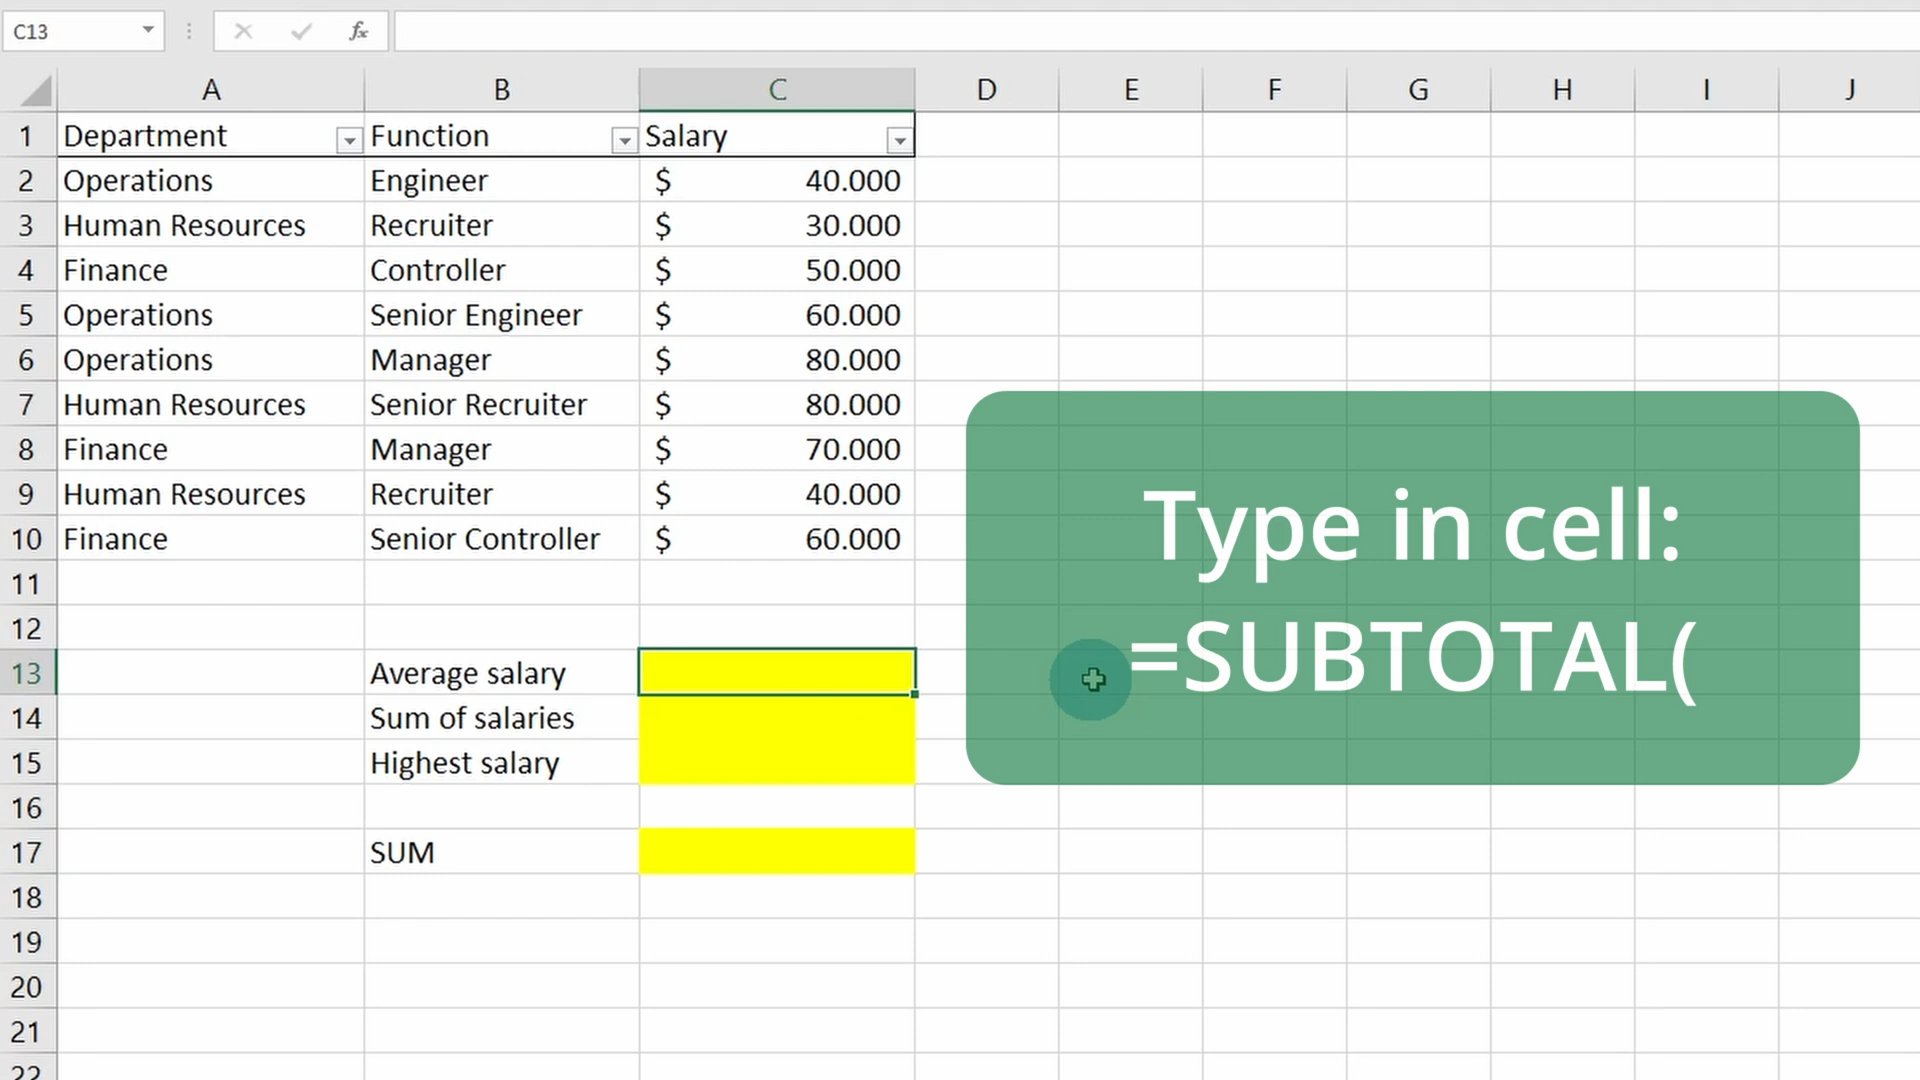 C13
fx
A B C D E F G H I J
1 Department Function Salary
2 Operations Engineer $ 40.000
3 Human Resources Recruiter $ 30.000
4 Finance Controller $ 50.000
5 Operations Senior Engineer $ 60.000
6 Operations Manager $ 80.000
7 Human Resources Senior Recruiter $ 80.000
8 Finance Manager $ 70.000
9 Human Resources Recruiter $ 40.000
10 Finance Senior Controller $ 60.000
11
12
13 Average salary
14 Sum of salaries
15 Highest salary
16
17 SUM
18
19
20
21
22
Type in cell:
=SUBTOTAL(